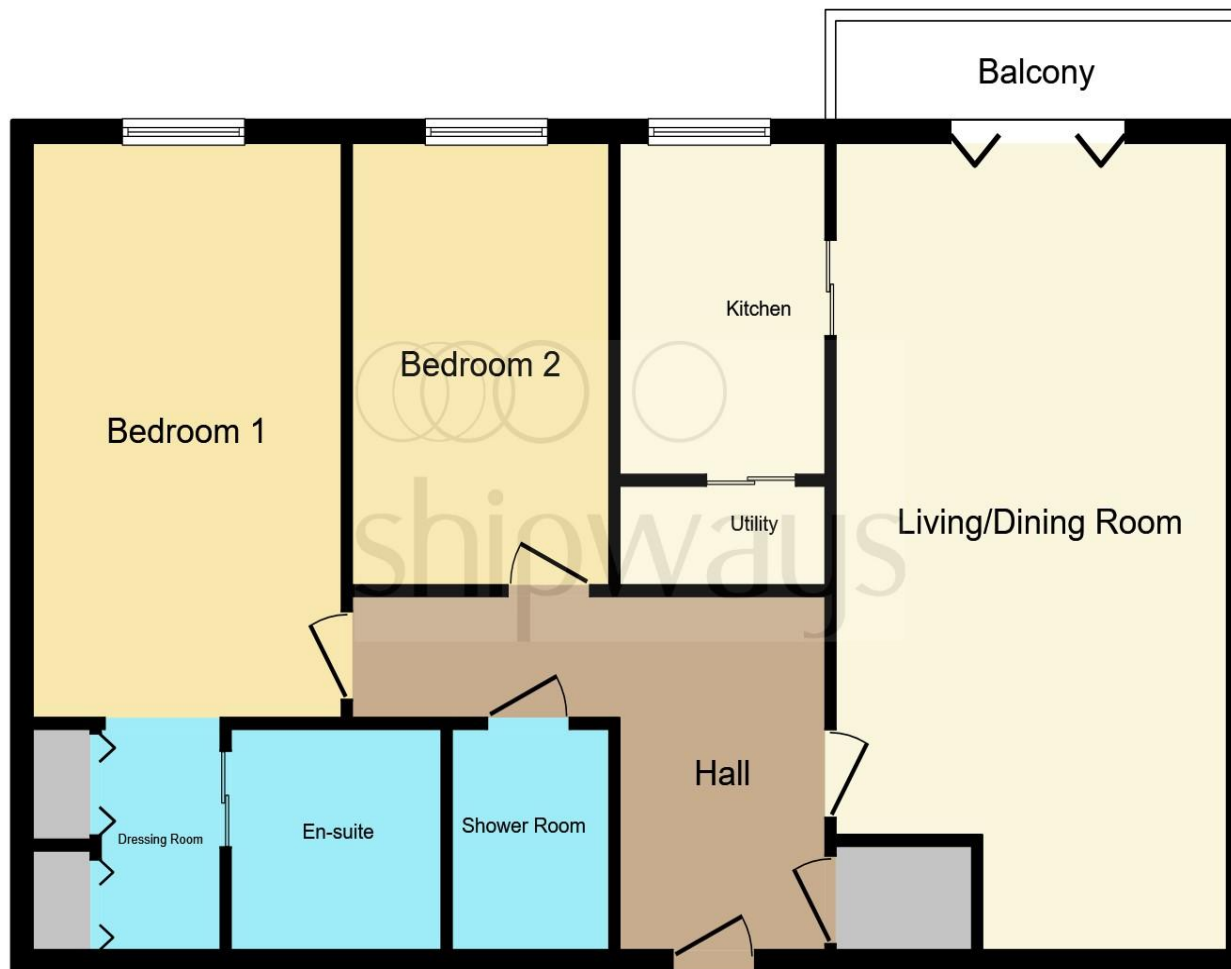 Balcony
Kitchen
Bedroom 2
Bedroom 1
Utility
Living/Dining Room
shipways
Hall
Shower Room
En-suite
Dressing Room